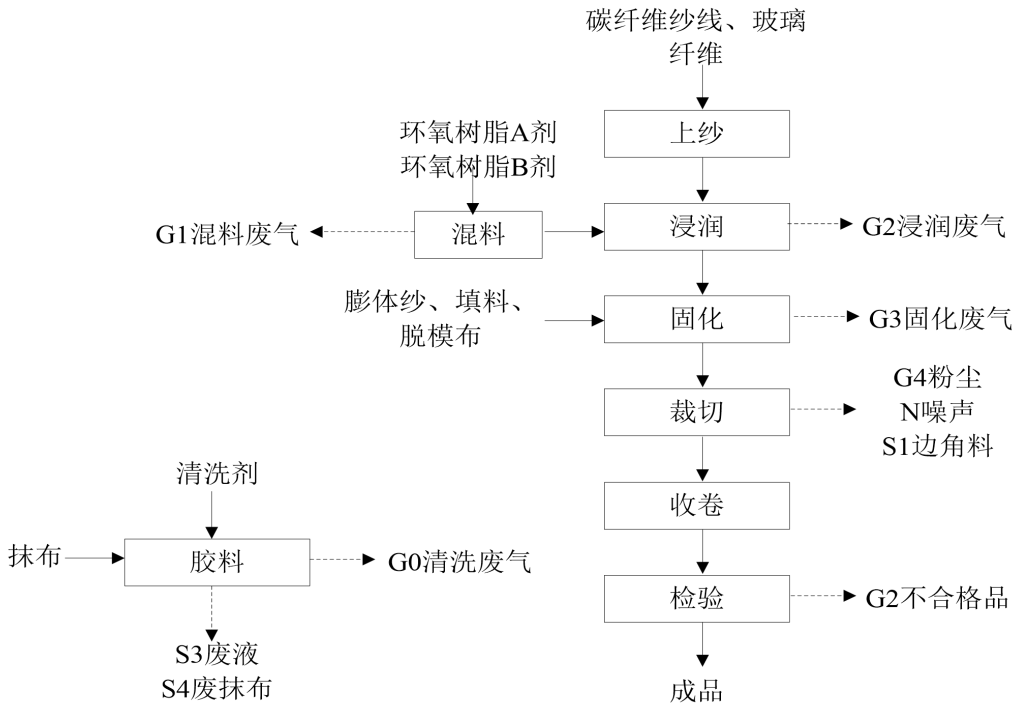 碳纤维纱线、玻璃
纤维
上纱
环氧树脂A剂
环氧树脂B剂
G1混料废气
混料
浸润
G2浸润废气
膨体纱、填料、
脱模布
固化
G3固化废气
裁切
G4粉尘
N噪声
S1边角料
收卷
清洗剂
抹布
胶料
G0清洗废气
检验
G2不合格品
S3废液
S4废抹布
成品